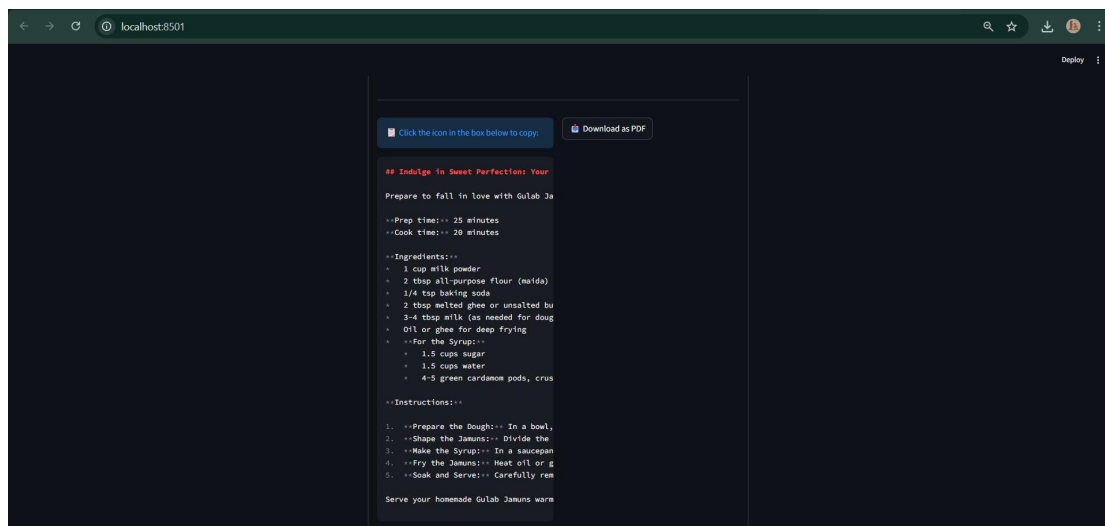 localhost:8501
Deploy
Click the icon in the box below to copy:
Download as PDF
## Indulge in Sweet Perfection: Your
Prepare to fall in love with Gulab Ja
**Prep time:** 25 minutes
**Cook time:** 20 minutes
**Ingredients:**
* 1 cup milk powder
* 2 tbsp all-purpose flour (maida)
* 1/4 tsp baking soda
* 2 tbsp melted ghee or unsalted bu
* 3-4 tbsp milk (as needed for doug
* Oil or ghee for deep frying
* **For the Syrup:**
* 1.5 cups sugar
* 1.5 cups water
* 4-5 green cardamom pods, crus
**Instructions:**
1. **Prepare the Dough:** In a bowl,
2. **Shape the Jamuns:** Divide the
3. **Make the Syrup:** In a saucepan
4. **Fry the Jamuns:** Heat oil or g
5. **Soak and Serve:** Carefully rem
Serve your homemade Gulab Jamuns warm